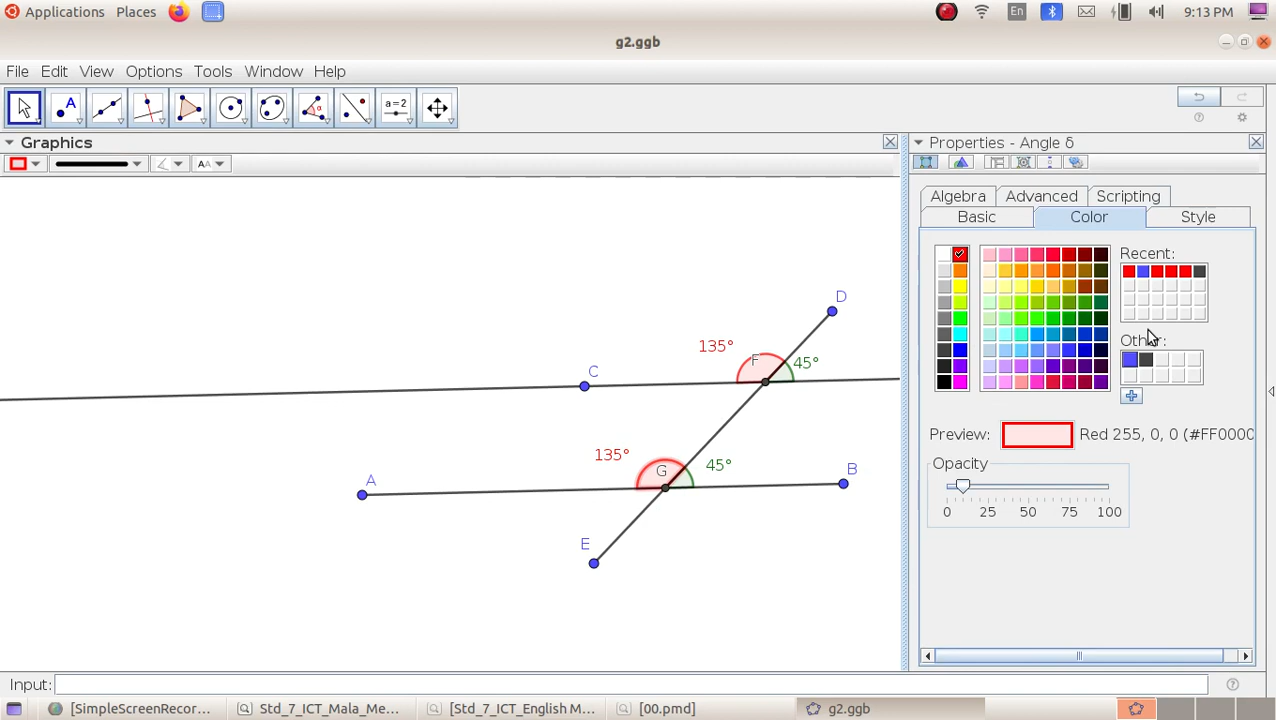 Applications Places En 9:13 PM
g2.ggb
File Edit View Options Tools Window Help
A α a=2
Graphics Properties - Angle δ
AA
Algebra Advanced Scripting
Basic Color Style
Recent:
Other:
Preview: Red 255, 0, 0 (#FF0000
Opacity
0 25 50 75 100
D
135° F 45°
C
135° G 45°
A B
E
Input:
[SimpleScreenRecor... Std_7_ICT_Mala_Me... [Std_7_ICT_English M... [00.pmd] g2.ggb